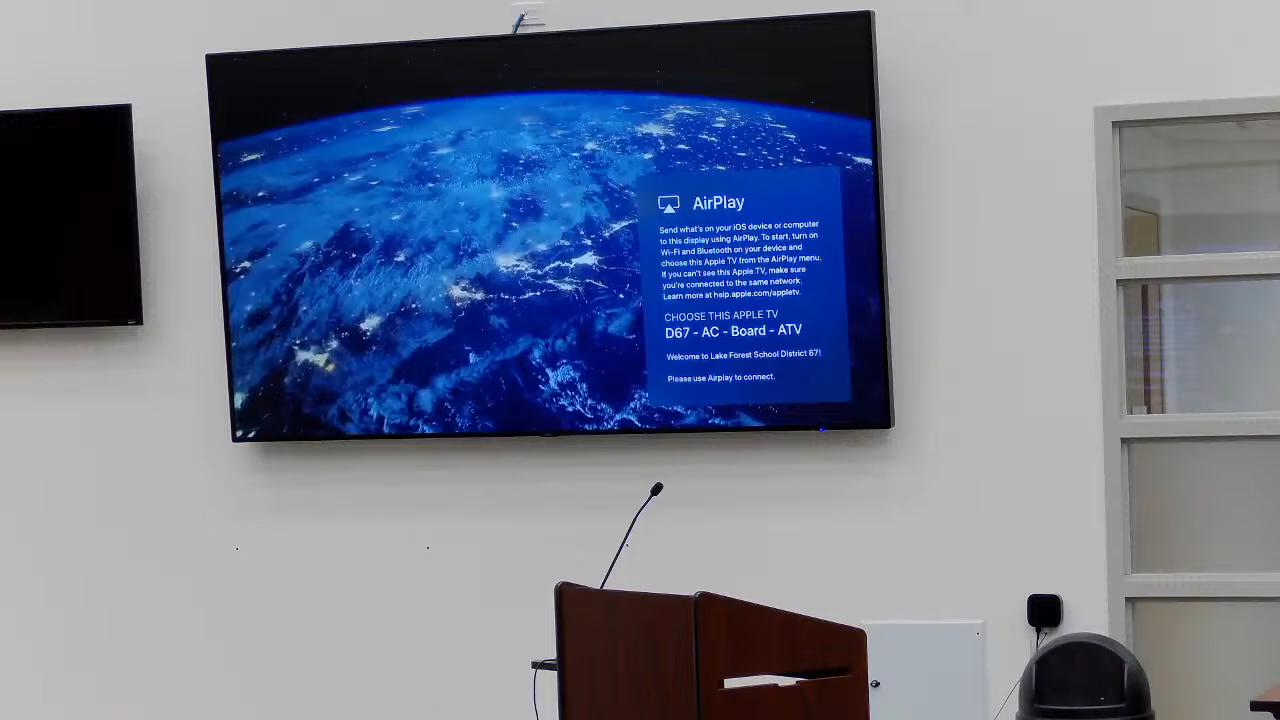 AirPlay
Send what's on your iOS device or computer
to this display using AirPlay. To start, turn on
Wi-Fi and Bluetooth on your device and
choose this Apple TV from the AirPlay menu.
If you can't see this Apple TV, make sure
you're connected to the same network.
Learn more at help.apple.com/appletv.
CHOOSE THIS APPLE TV
D67 - AC - Board - ATV
Welcome to Lake Forest School District 67!
Please use Airplay to connect.